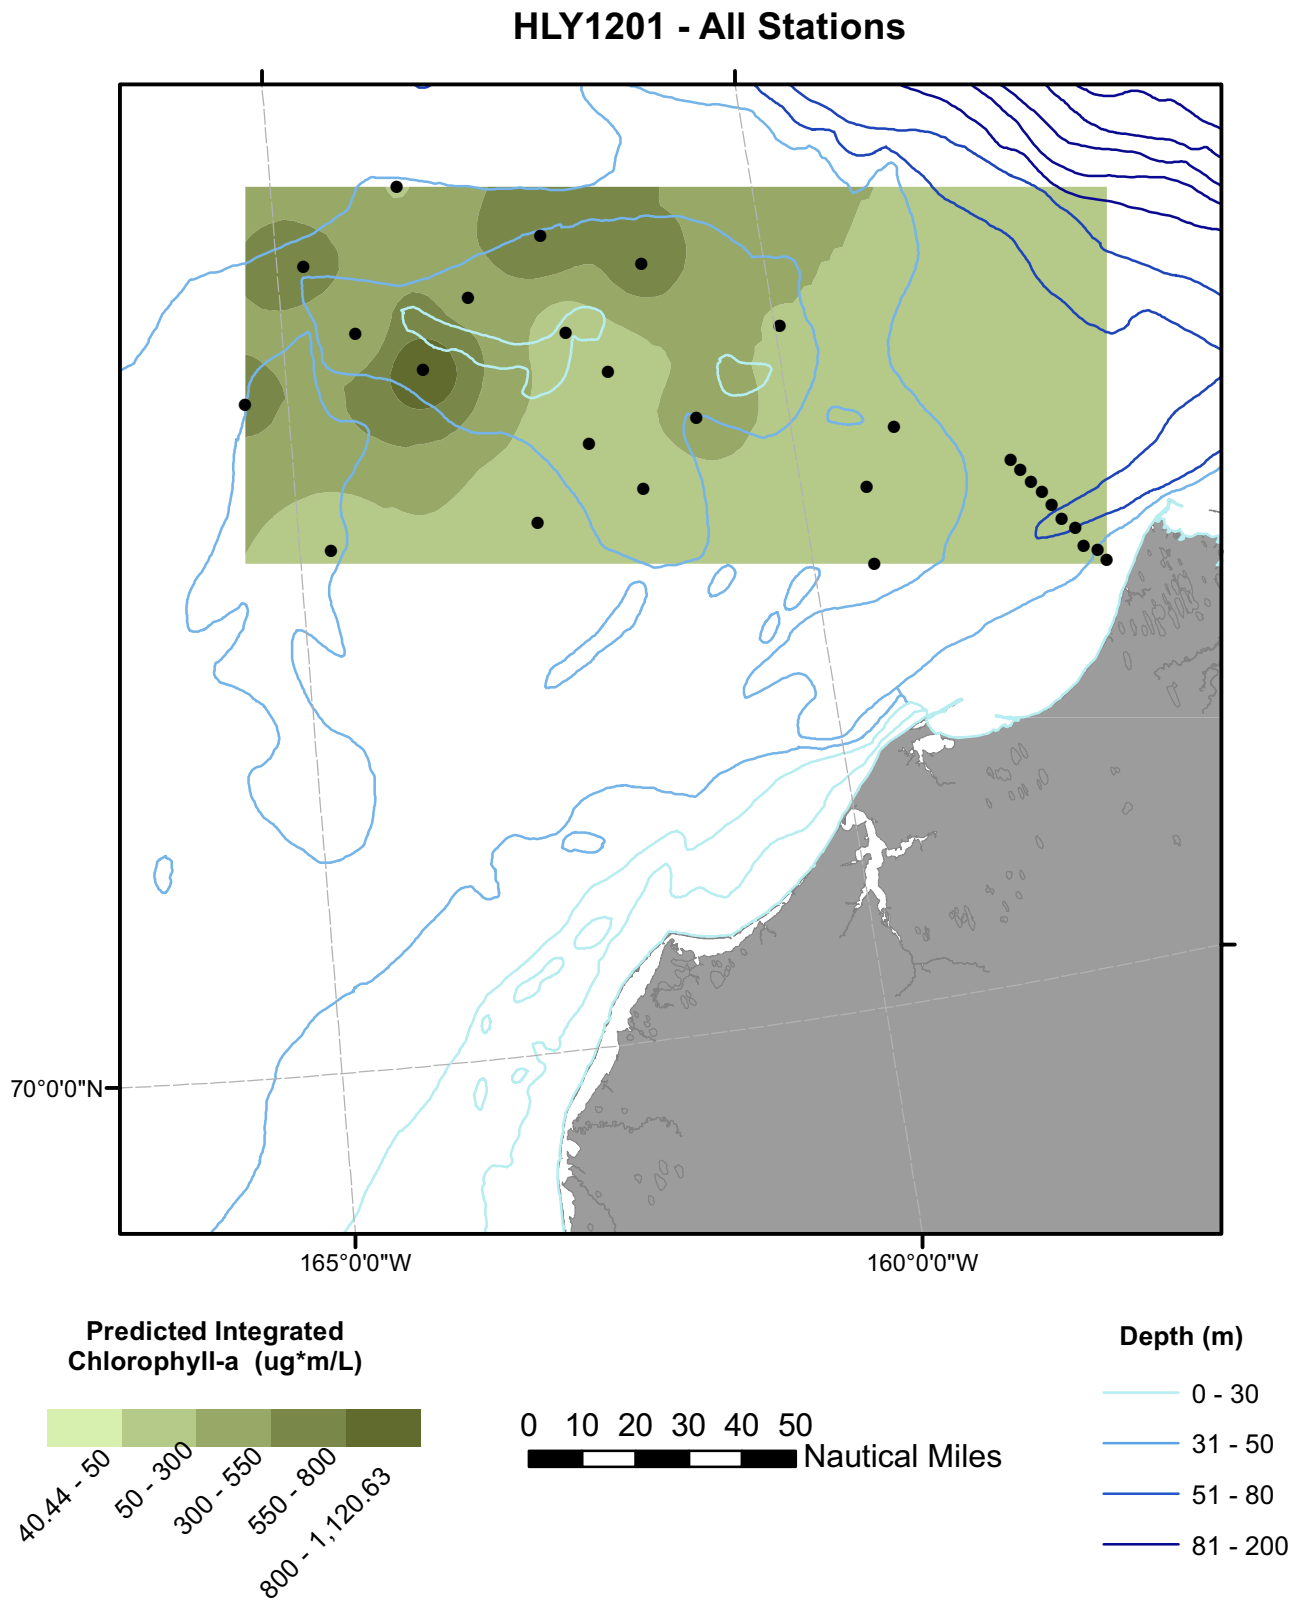 HLY1201 - All Stations
70°0'0"N
165°0'0"W
160°0'0"W
Predicted Integrated
Chlorophyll-a (ug*m/L)
40.44 - 50
50 - 300
300 - 550
550 - 800
800 - 1,120.63
0 10 20 30 40 50
Nautical Miles
Depth (m)
0 - 30
31 - 50
51 - 80
81 - 200